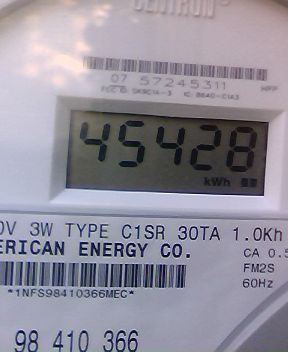 CENTRON
07 57245311
45428
kWh
0V 3W TYPE C1SR 30TA 1.0Kh
ERICAN ENERGY CO.
CA 0.5
FM2S
60Hz
*1NFS98410366MEC*
98 410 366